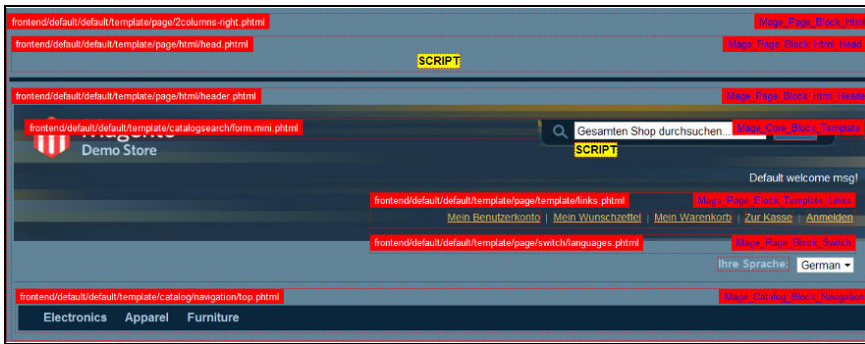 frontend/default/default/template/page/2columns-right.phtml Mage_Page_Block_Html
frontend/default/default/template/page/html/head.phtml Mage_Page_Block_Html_Head
SCRIPT
frontend/default/default/template/page/html/header.phtml Mage_Page_Block_Html_Heade
frontend/default/default/template/catalogsearch/form.mini.phtml Gesamten Shop durchsuchen... Mage_Core_Block_Template
Demo Store SCRIPT
Default welcome msg!
frontend/default/default/template/page/template/links.phtml Mage_Page_Block_Template_Links
Mein Benutzerkonto | Mein Wunschzettel | Mein Warenkorb | Zur Kasse | Anmelden
frontend/default/default/template/page/switch/languages.phtml Mage_Page_Block_Switch
Ihre Sprache: German
frontend/default/default/template/catalog/navigation/top.phtml Mage_Catalog_Block_Navigation
Electronics Apparel Furniture